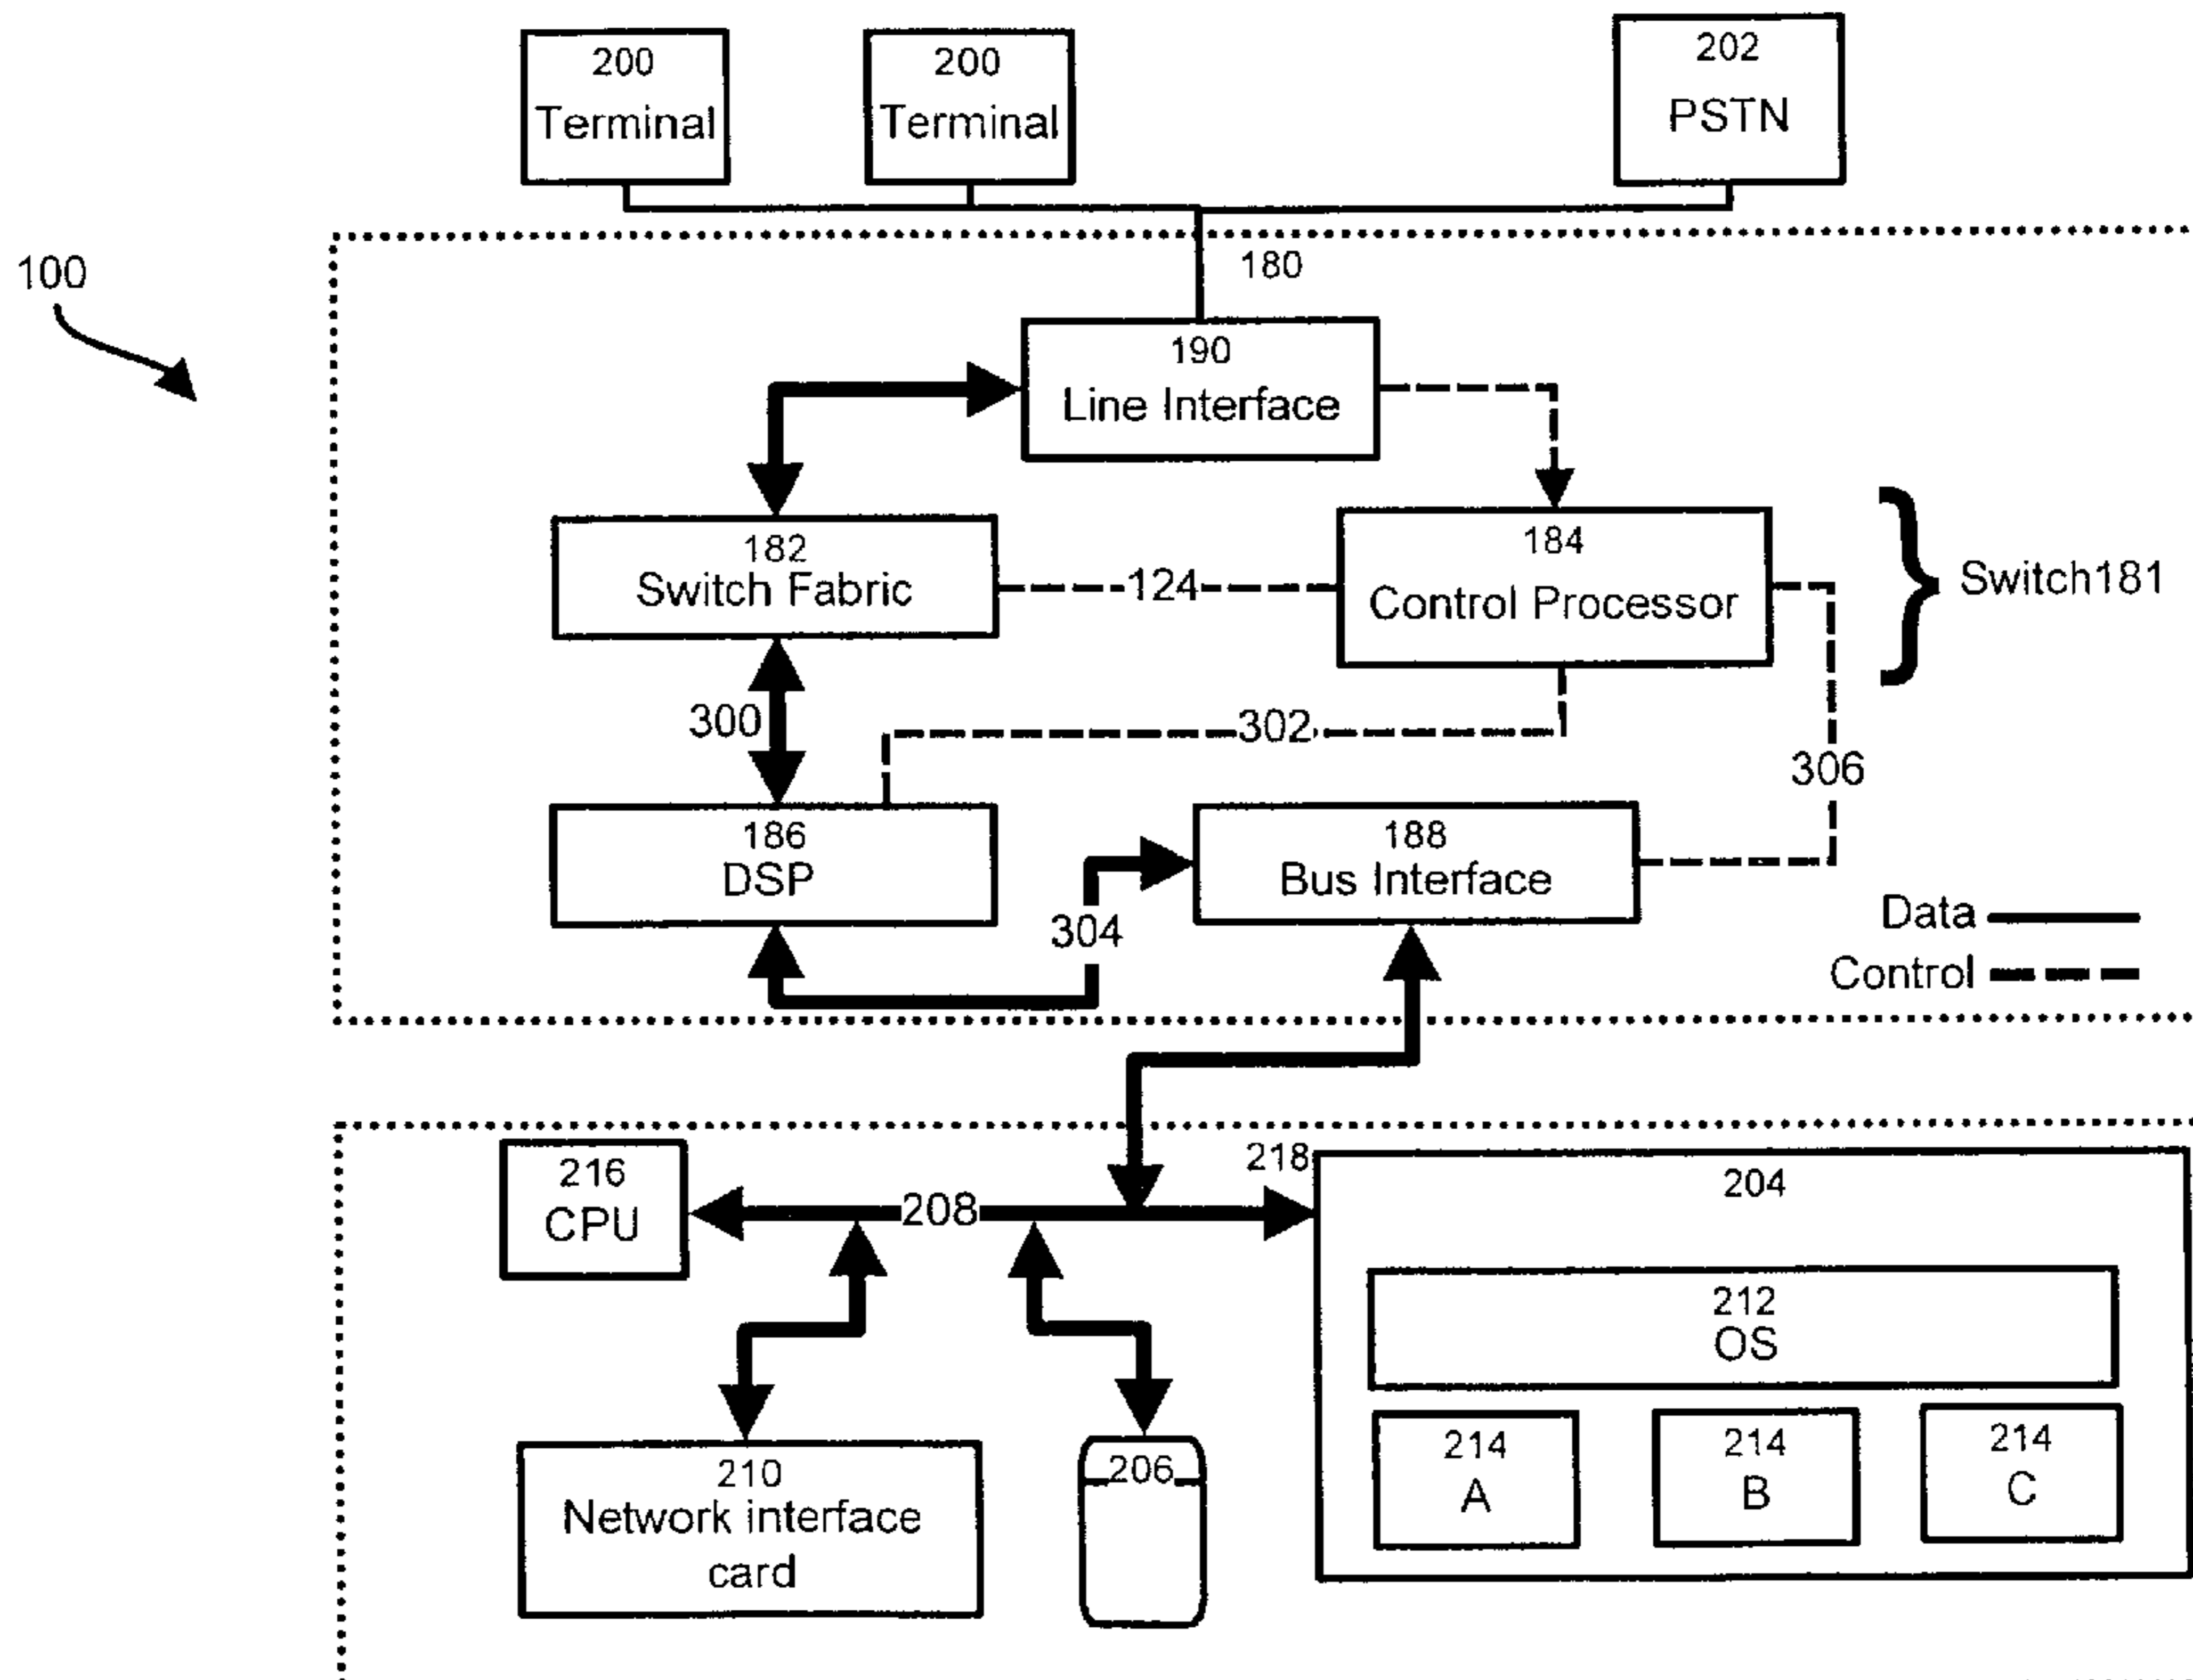 200
Terminal
200
Terminal
202
PSTN
100
180
190
Line Interface
182
Switch Fabric
124
184
Control Processor
Switch181
300
302
306
186
DSP
188
Bus Interface
304
Data
Control
216
CPU
208
218
204
212
OS
214
A
214
B
214
C
210
Network interface
card
206